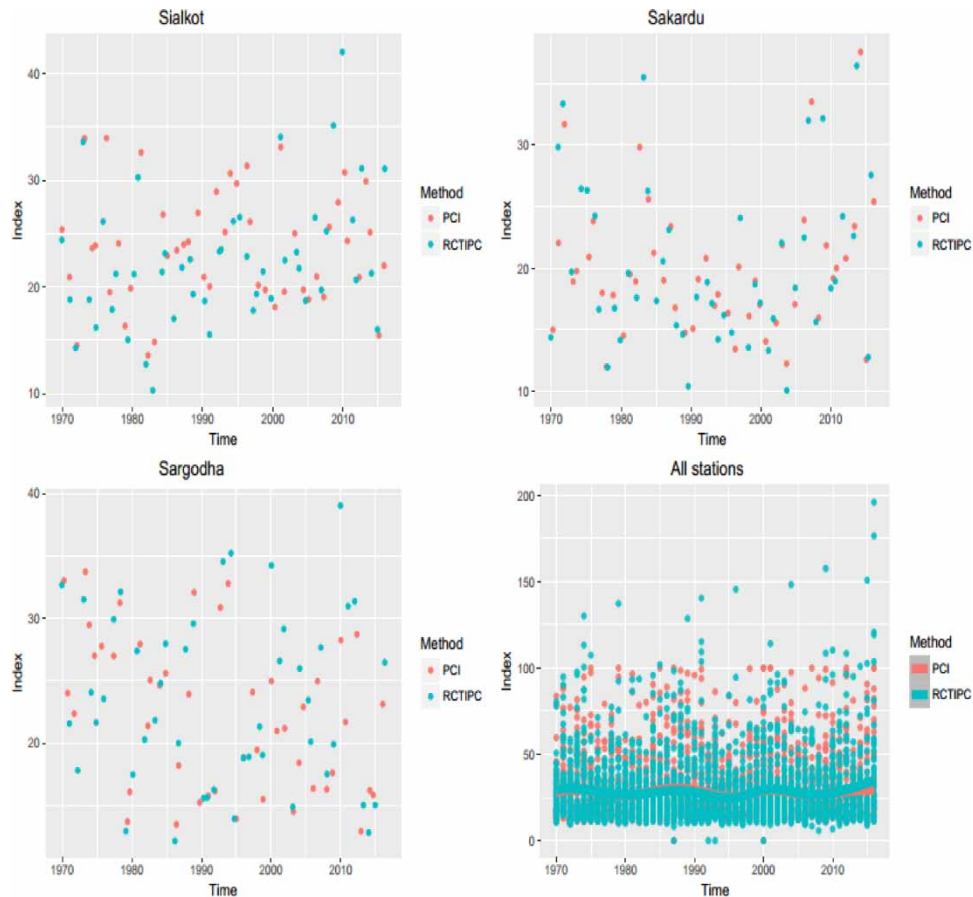 Sialkot
40
30
20
10
Index
1970
1980
1990
2000
2010
Time
Method
PCI
RCTIPC
Sakardu
30
20
10
Index
1970
1980
1990
2000
2010
Time
Method
PCI
RCTIPC
Sargodha
40
30
20
Index
1970
1980
1990
2000
2010
Time
Method
PCI
RCTIPC
All stations
200
150
100
50
0
Index
1970
1980
1990
2000
2010
Time
Method
PCI
RCTIPC